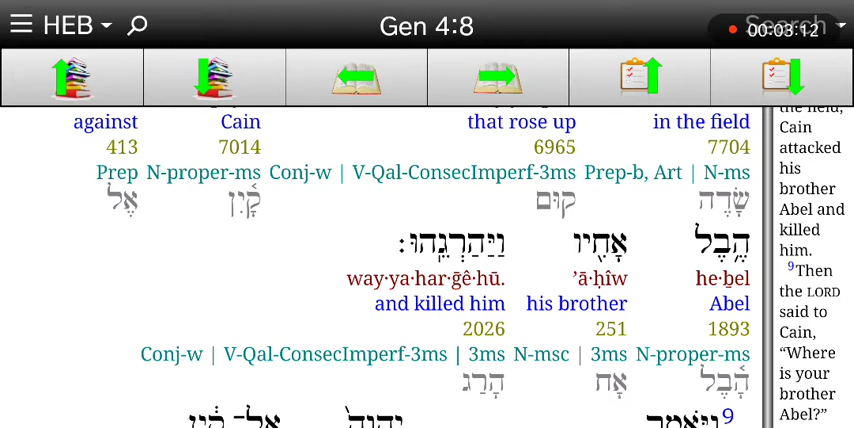 HEB Gen 4:8 Search
00:03:12
against Cain that rose up in the field
413 7014 6965 7704
Prep N-proper-ms Conj-w | V-Qal-ConsecImperf-3ms Prep-b, Art | N-ms
שָׂדֶה קוּם קָ֫יִן אֶל
הֶ֥בֶל אָחִ֖יו וַיַּהַרְגֵֽהוּ׃
he·ḇel ’ā·ḥîw way·ya·har·ḡê·hū.
and killed him his brother Abel
2026 251 1893
Conj-w | V-Qal-ConsecImperf-3ms | 3ms N-msc | 3ms N-proper-ms
הָ֫בֶל אָח הָרַג
9 וַיֹּ֤אמֶר יְהוָה֙ אֶל־ קַ֔יִן
the field,
Cain
attacked
his
brother
Abel and
killed
him.
9Then
the LORD
said to
Cain,
“Where
is your
brother
Abel?”